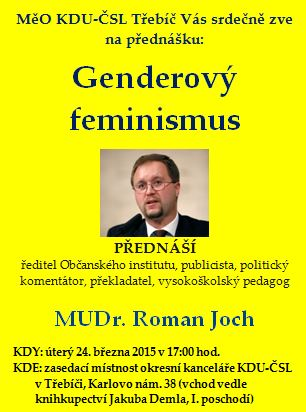 MěO KDU-ČSL Třebíč Vás srdečně zve
na přednášku:
Genderový
feminismus
PŘEDNÁŠÍ
ředitel Občanského institutu, publicista, politický
komentátor, překladatel, vysokoškolský pedagog
MUDr. Roman Joch
KDY: úterý 24. března 2015 v 17:00 hod.
KDE: zasedací místnost okresní kanceláře KDU-ČSL
v Třebíči, Karlovo nám. 38 (vchod vedle
knihkupectví Jakuba Demla, I. poschodí)